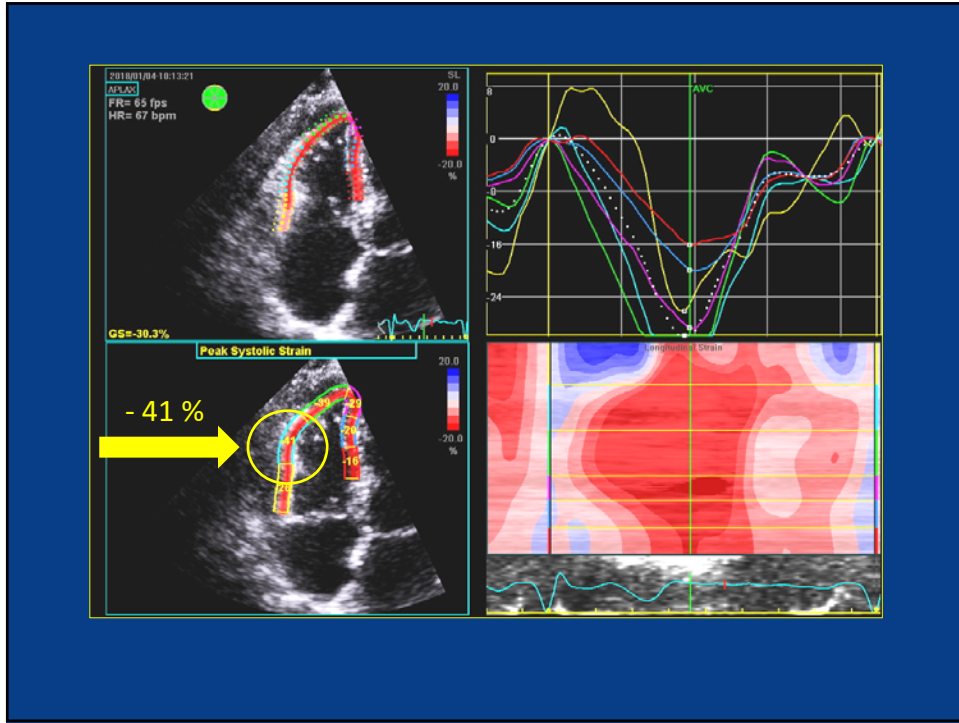 2018/01/04-10:13:21
APLAX
FR= 65 fps
HR= 67 bpm
SL
20.0
-20.0
%
GS=-30.3%
8
AVC
0
-8
-16
-24
Peak Systolic Strain
20.0
-20.0
%
-39
-29
-41
-20
-16
Longitudinal Strain
- 41 %